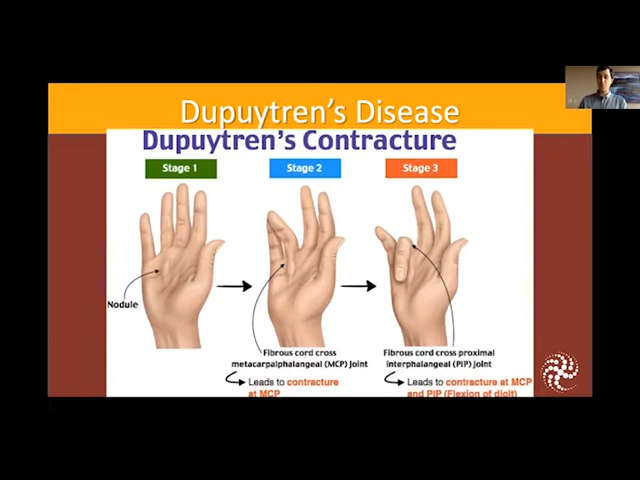 Dupuytren's Disease
Dupuytren's Contracture
Stage 1
Stage 2
Stage 3
Nodule
Fibrous cord cross
metacarpalphalangeal (MCP) joint
Leads to contracture
at MCP
Fibrous cord cross proximal
interphalangeal (PIP) joint
Leads to contracture at MCP
and PIP (Flexion of digit)